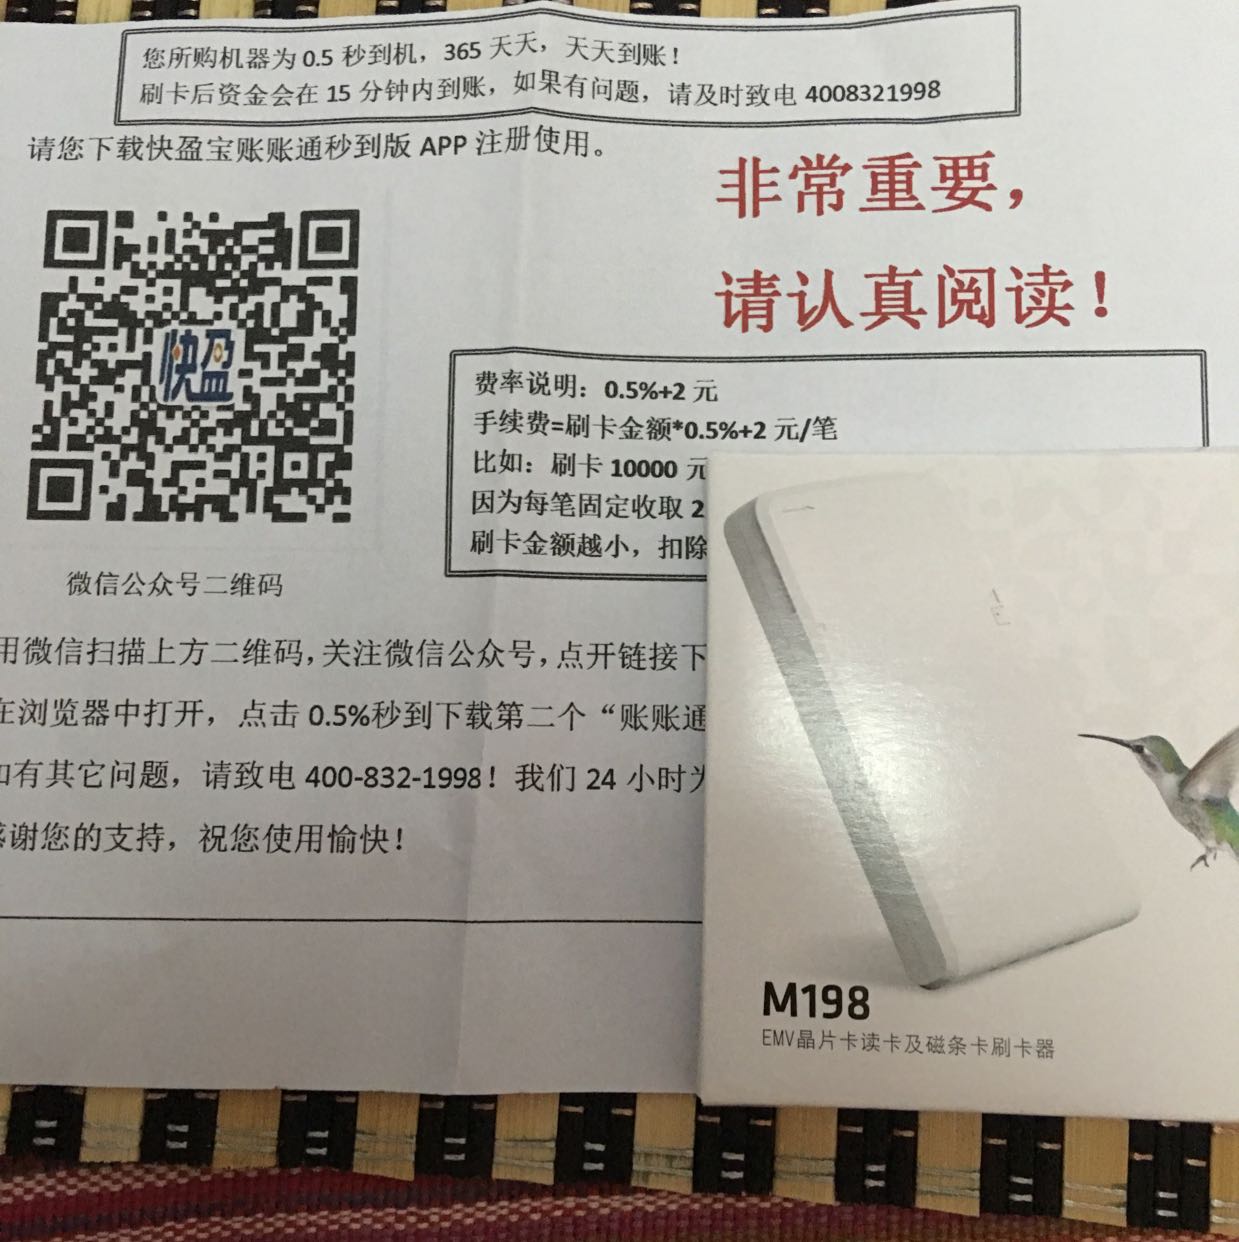 您所购机器为 0.5 秒到机，365 天天，天天到账！
刷卡后资金会在 15 分钟内到账，如果有问题，请及时致电 4008321998
请您下载快盈宝账账通秒到版 APP 注册使用。
非常重要，
请认真阅读！
快盈
费率说明：0.5%+2 元
手续费=刷卡金额*0.5%+2 元/笔
比如：刷卡 10000 元
因为每笔固定收取 2
刷卡金额越小，扣除
微信公众号二维码
用微信扫描上方二维码，关注微信公众号，点开链接下
在浏览器中打开，点击 0.5%秒到下载第二个“账账通
如有其它问题，请致电 400-832-1998！我们 24 小时为
感谢您的支持，祝您使用愉快！
M198
EMV晶片卡读卡及磁条卡刷卡器